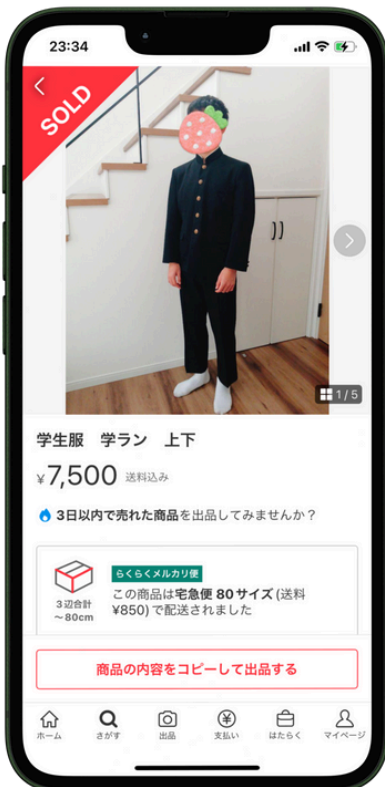 23:34
SOLD
1/5
学生服　学ラン　上下
¥7,500 送料込み
3日以内で売れた商品を出品してみませんか？
らくらくメルカリ便
この商品は宅急便 80サイズ(送料
¥850)で配送されました
3辺合計
～80cm
商品の内容をコピーして出品する
ホーム
さがす
出品
支払い
はたらく
マイページ